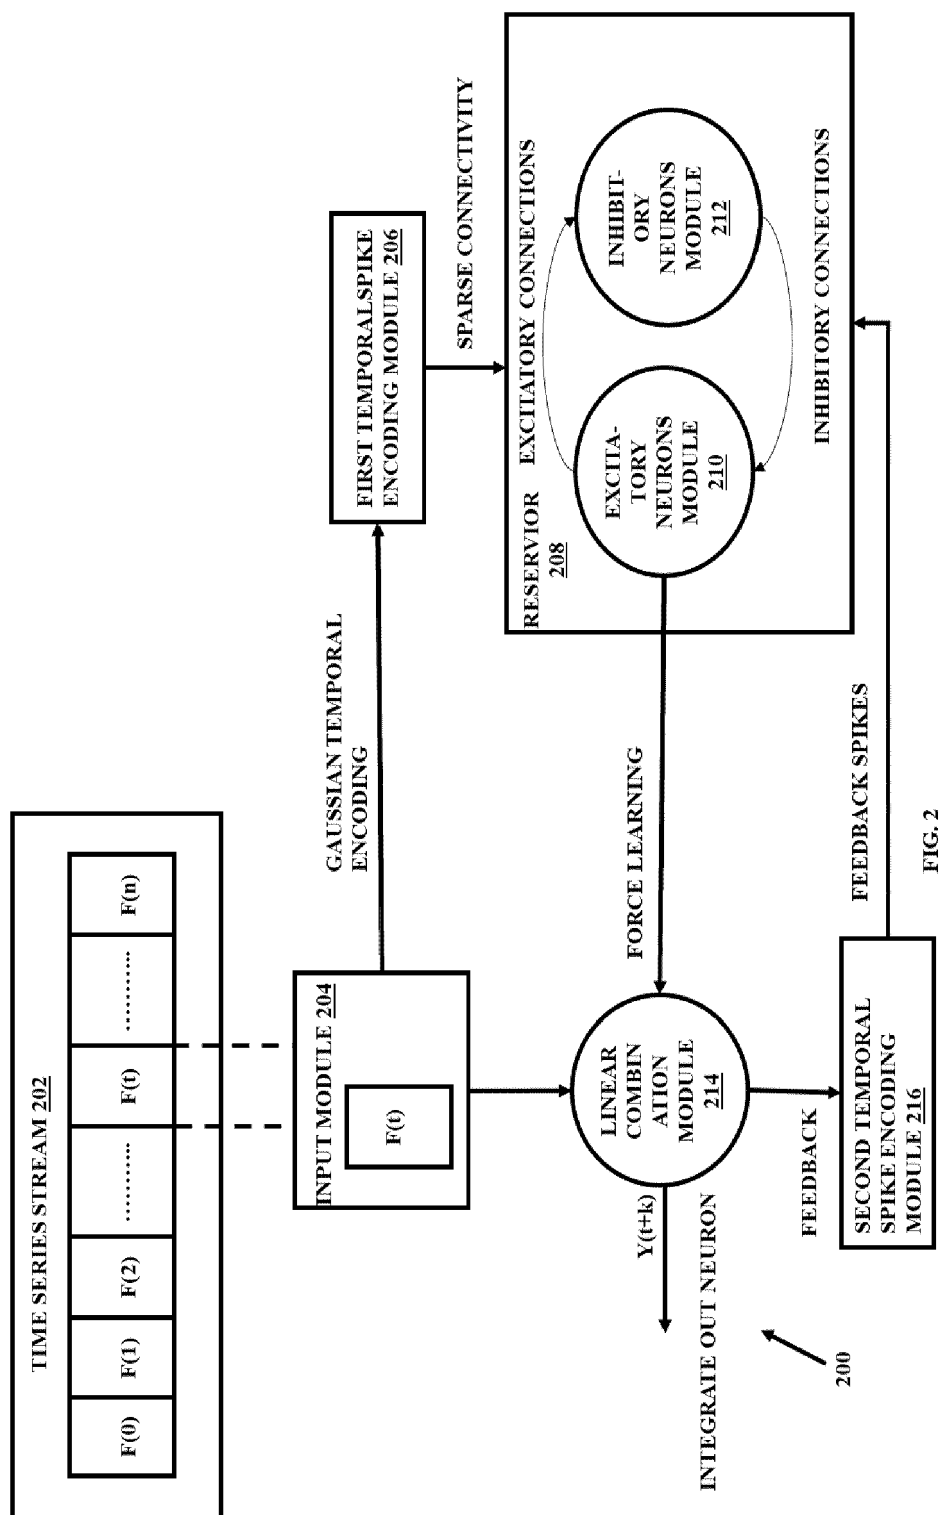 TIME SERIES STREAM 202
F(0)
F(1)
F(2)
...........
F(t)
...........
F(n)
INPUT MODULE 204
F(t)
GAUSSIAN TEMPORAL
ENCODING
FIRST TEMPORALSPIKE
ENCODING MODULE 206
SPARSE CONNECTIVITY
RESERVIOR
208
EXCITATORY CONNECTIONS
EXCITA-
TORY
NEURONS
MODULE
210
INHIBIT-
ORY
NEURONS
MODULE
212
INHIBITORY CONNECTIONS
FORCE LEARNING
LINEAR
COMBIN
ATION
MODULE
214
Y(t+k)
INTEGRATE OUT NEURON
FEEDBACK
SECOND TEMPORAL
SPIKE ENCODING
MODULE 216
FEEDBACK SPIKES
200
FIG. 2